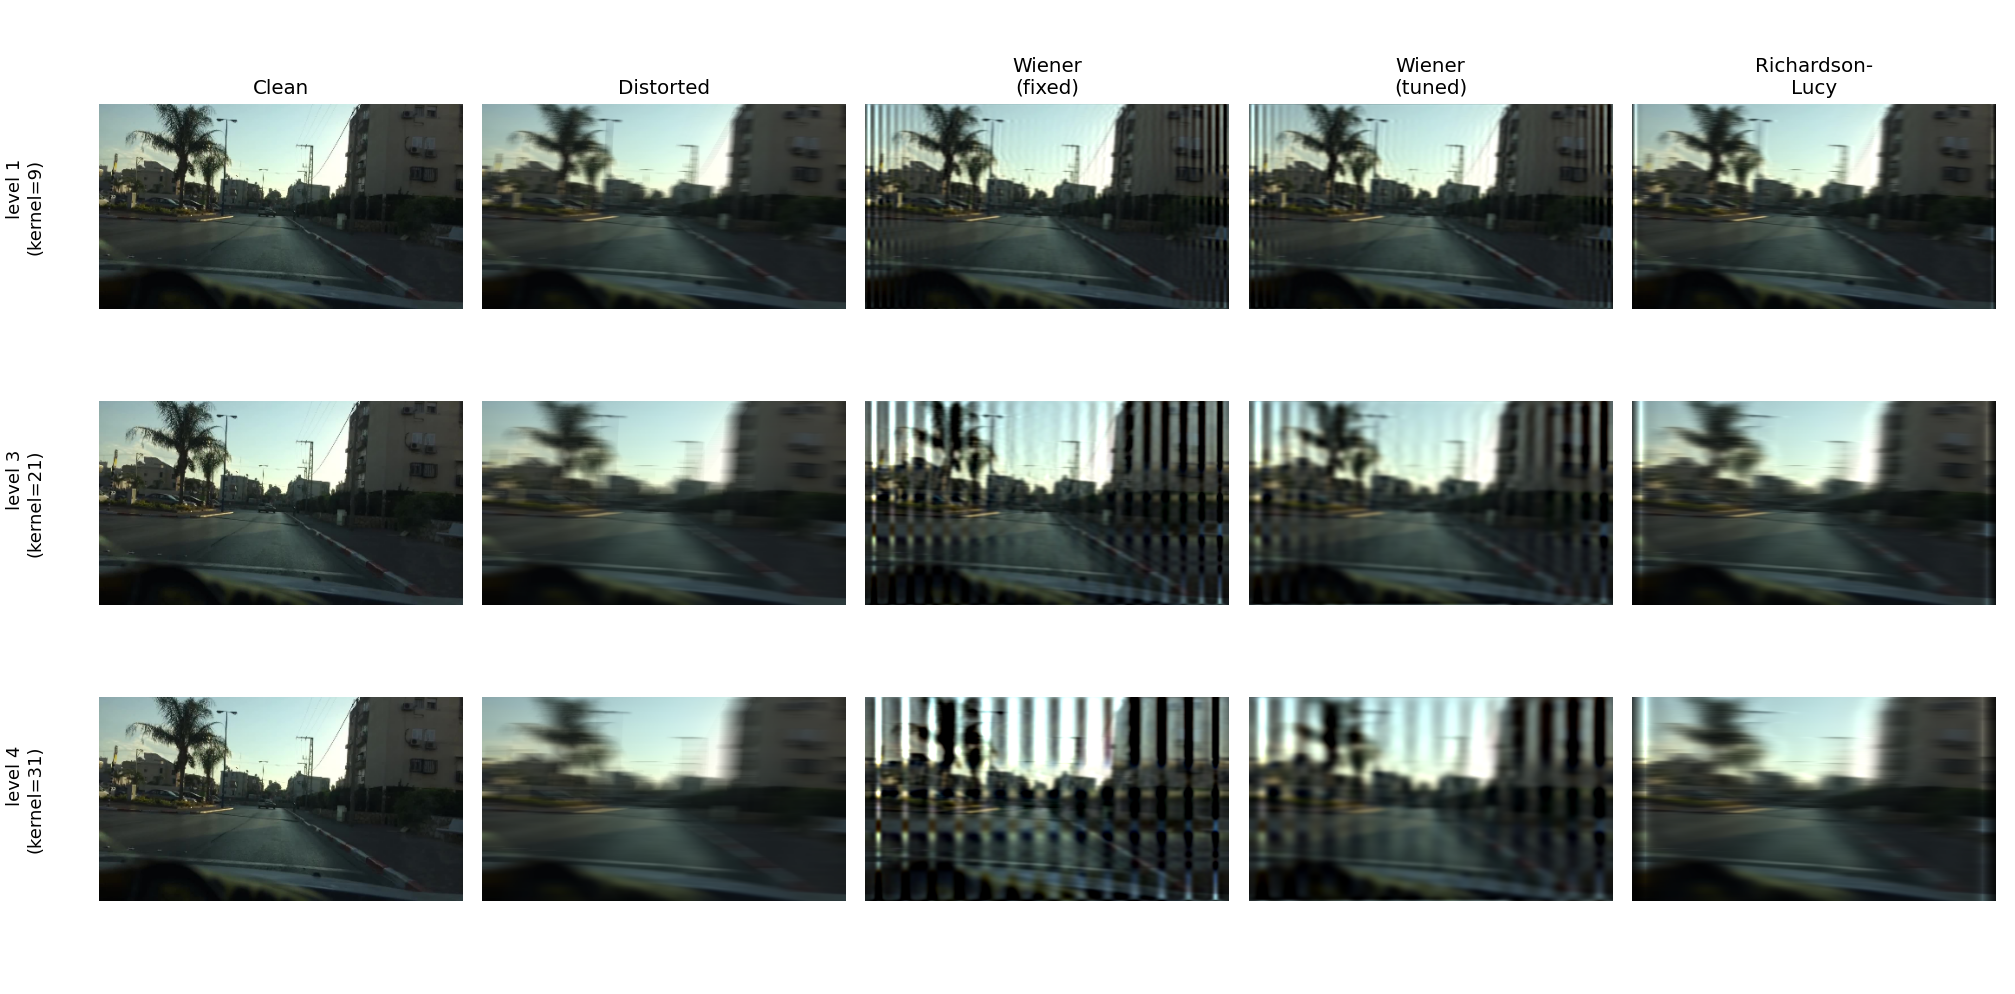 Clean
Distorted
Wiener
(fixed)
Wiener
(tuned)
Richardson-
Lucy
level 1
(kernel=9)
level 3
(kernel=21)
level 4
(kernel=31)